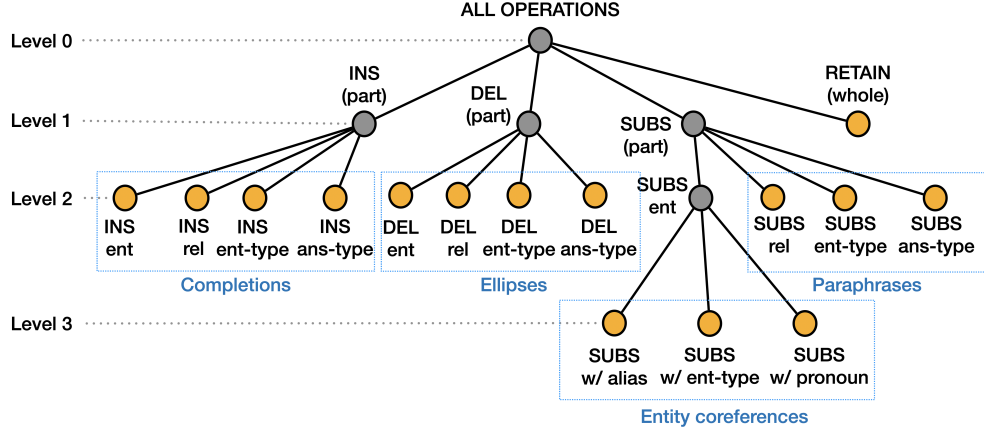 ALL OPERATIONS
Level 0
INS
(part)
DEL
(part)
RETAIN
(whole)
Level 1
SUBS
(part)
Level 2
SUBS
ent
INS
ent
INS
rel
INS
ent-type
INS
ans-type
DEL
ent
DEL
rel
DEL
ent-type
DEL
ans-type
SUBS
rel
SUBS
ent-type
SUBS
ans-type
Completions
Ellipses
Paraphrases
Level 3
SUBS
w/ alias
SUBS
w/ ent-type
SUBS
w/ pronoun
Entity coreferences